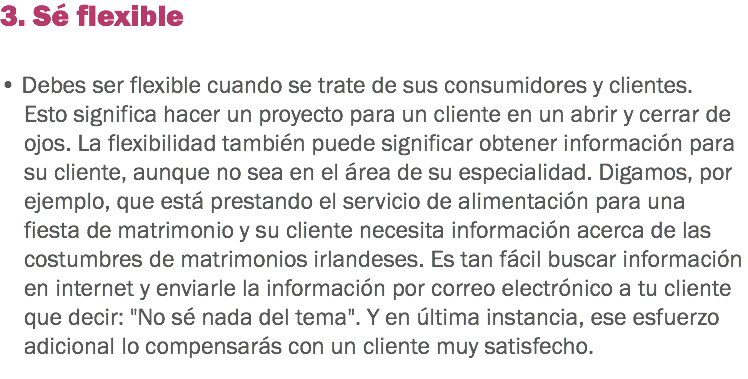 3. Sé flexible
• Debes ser flexible cuando se trate de sus consumidores y clientes.
Esto significa hacer un proyecto para un cliente en un abrir y cerrar de
ojos. La flexibilidad también puede significar obtener información para
su cliente, aunque no sea en el área de su especialidad. Digamos, por
ejemplo, que está prestando el servicio de alimentación para una
fiesta de matrimonio y su cliente necesita información acerca de las
costumbres de matrimonios irlandeses. Es tan fácil buscar información
en internet y enviarle la información por correo electrónico a tu cliente
que decir: "No sé nada del tema". Y en última instancia, ese esfuerzo
adicional lo compensarás con un cliente muy satisfecho.